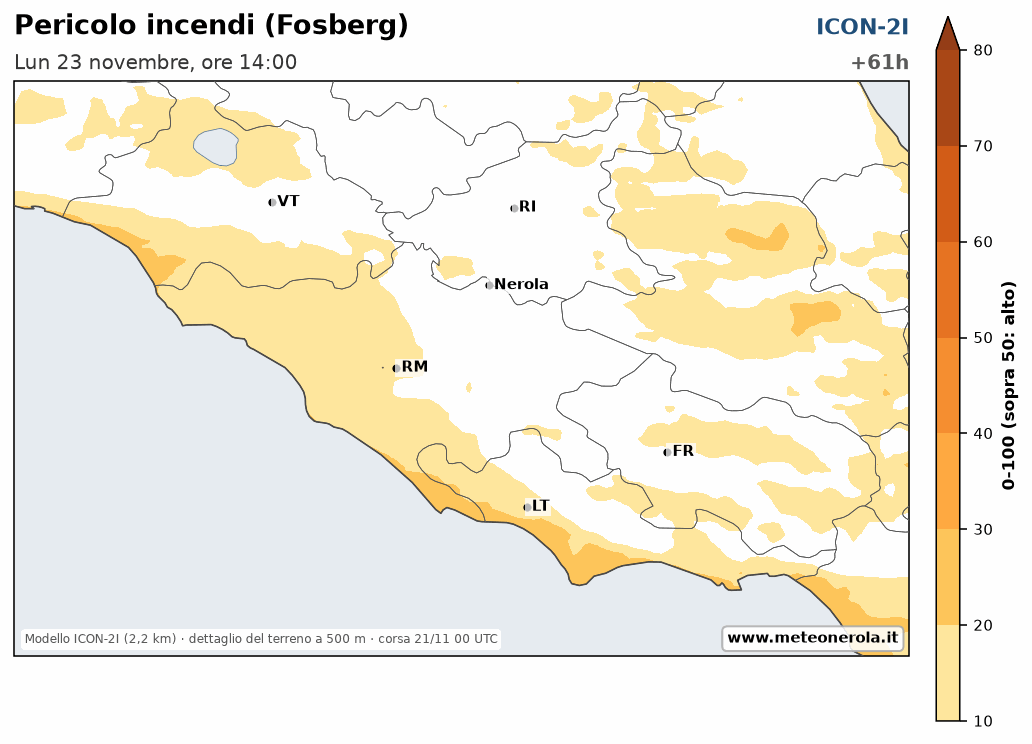 Pericolo incendi (Fosberg)
ICON-2I
Lun 23 novembre, ore 14:00
+61h
VT
RI
Nerola
RM
FR
LT
Modello ICON-2I (2,2 km) · dettaglio del terreno a 500 m · corsa 21/11 00 UTC
www.meteonerola.it
80
70
60
50
40
30
20
10
0-100 (sopra 50: alto)